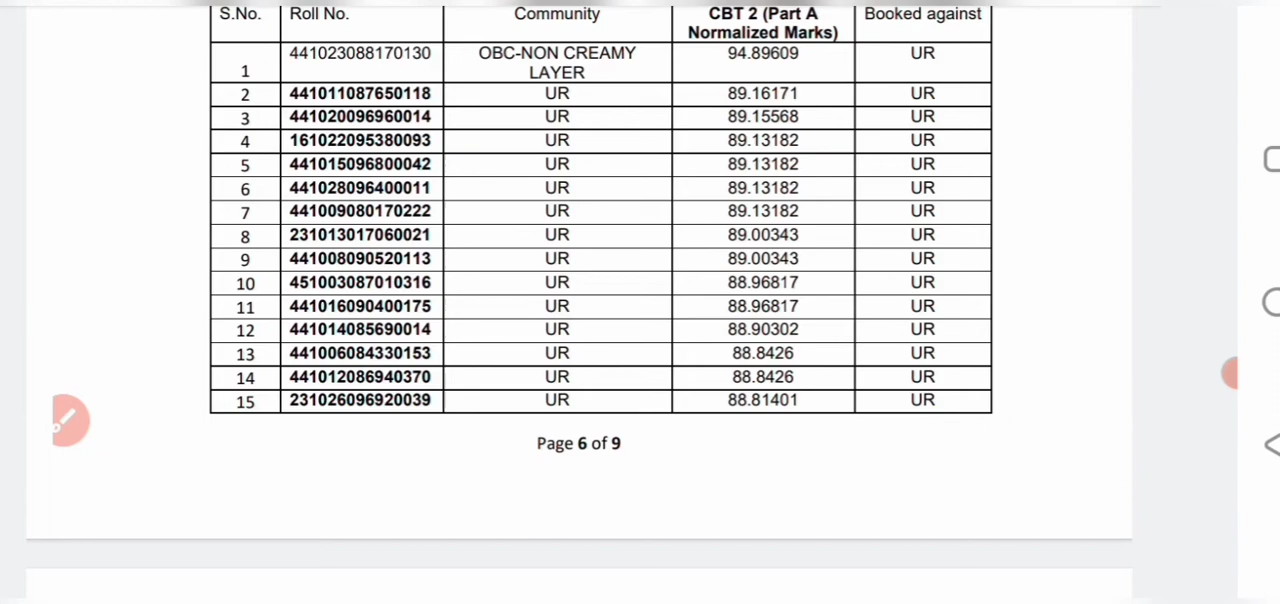 S.No. Roll No. Community CBT 2 (Part A Normalized Marks) Booked against
1 441023088170130 OBC-NON CREAMY LAYER 94.89609 UR
2 441011087650118 UR 89.16171 UR
3 441020096960014 UR 89.15568 UR
4 161022095380093 UR 89.13182 UR
5 441015096800042 UR 89.13182 UR
6 441028096400011 UR 89.13182 UR
7 441009080170222 UR 89.13182 UR
8 231013017060021 UR 89.00343 UR
9 441008090520113 UR 89.00343 UR
10 451003087010316 UR 88.96817 UR
11 441016090400175 UR 88.96817 UR
12 441014085690014 UR 88.90302 UR
13 441006084330153 UR 88.8426 UR
14 441012086940370 UR 88.8426 UR
15 231026096920039 UR 88.81401 UR
Page 6 of 9